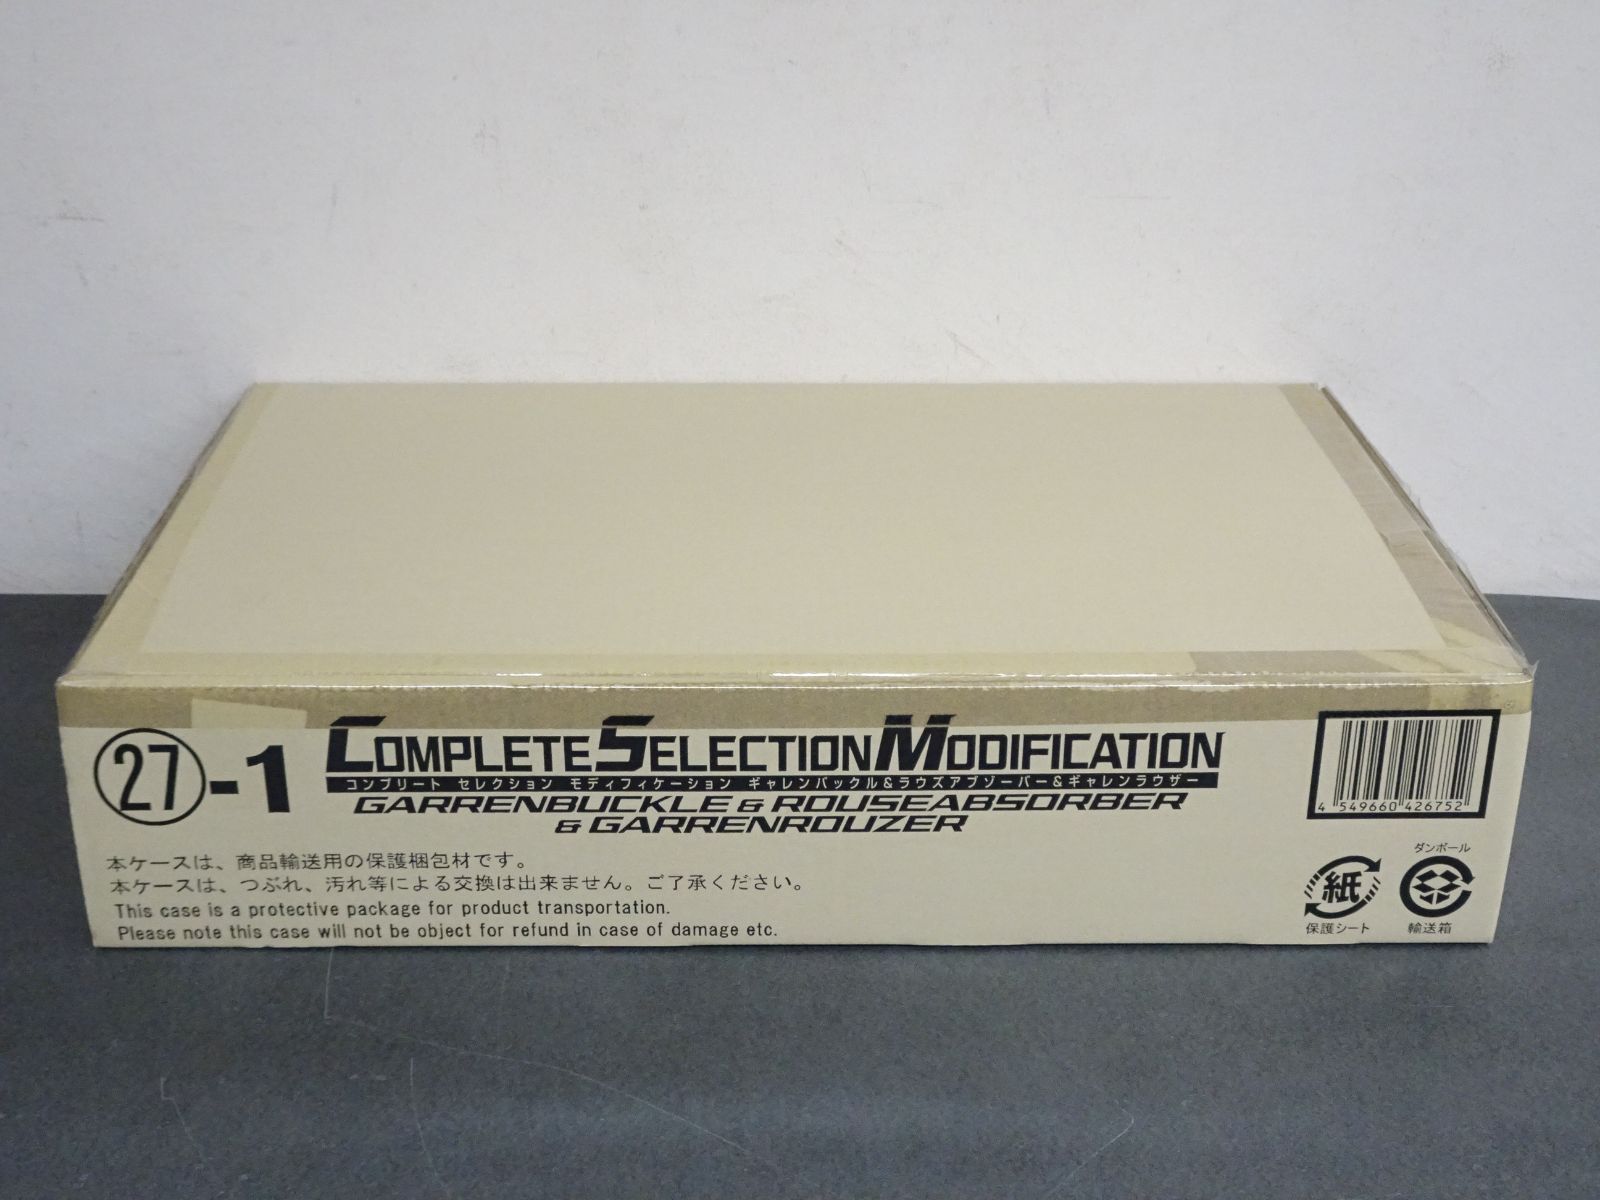 ㉗-1
COMPLETE SELECTION MODIFICATION
コンプリート セレクション モディフィケーション ギャレンバックル&ラウズアブゾーバー&ギャレンラウザー
GARRENBUCKLE & ROUSEABSORBER
& GARRENROUZER
4 549660 426752
本ケースは、商品輸送用の保護梱包材です。
本ケースは、つぶれ、汚れ等による交換は出来ません。ご了承ください。
This case is a protective package for product transportation.
Please note this case will not be object for refund in case of damage etc.
紙
保護シート
ダンボール
輸送箱